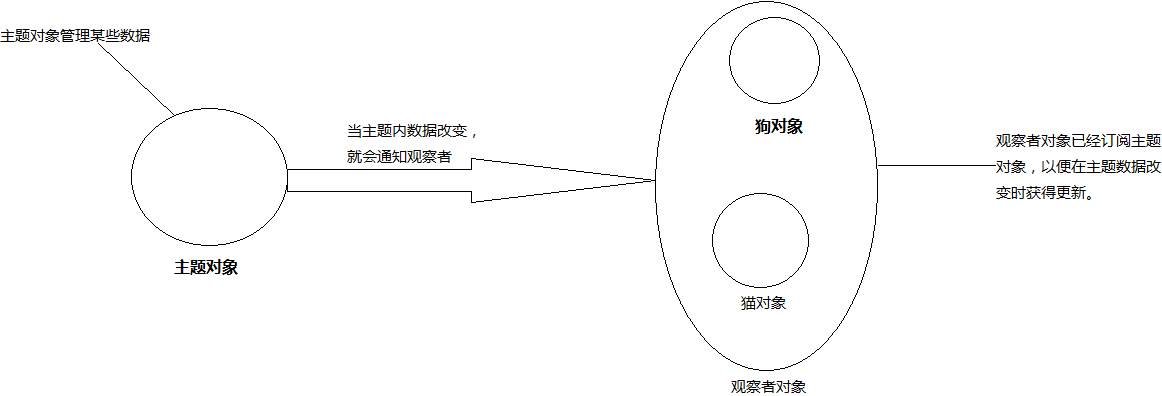 主题对象管理某些数据
当主题内数据改变，
就会通知观察者
主题对象
狗对象
猫对象
观察者对象
观察者对象已经订阅主题
对象，以便在主题数据改
变时获得更新。